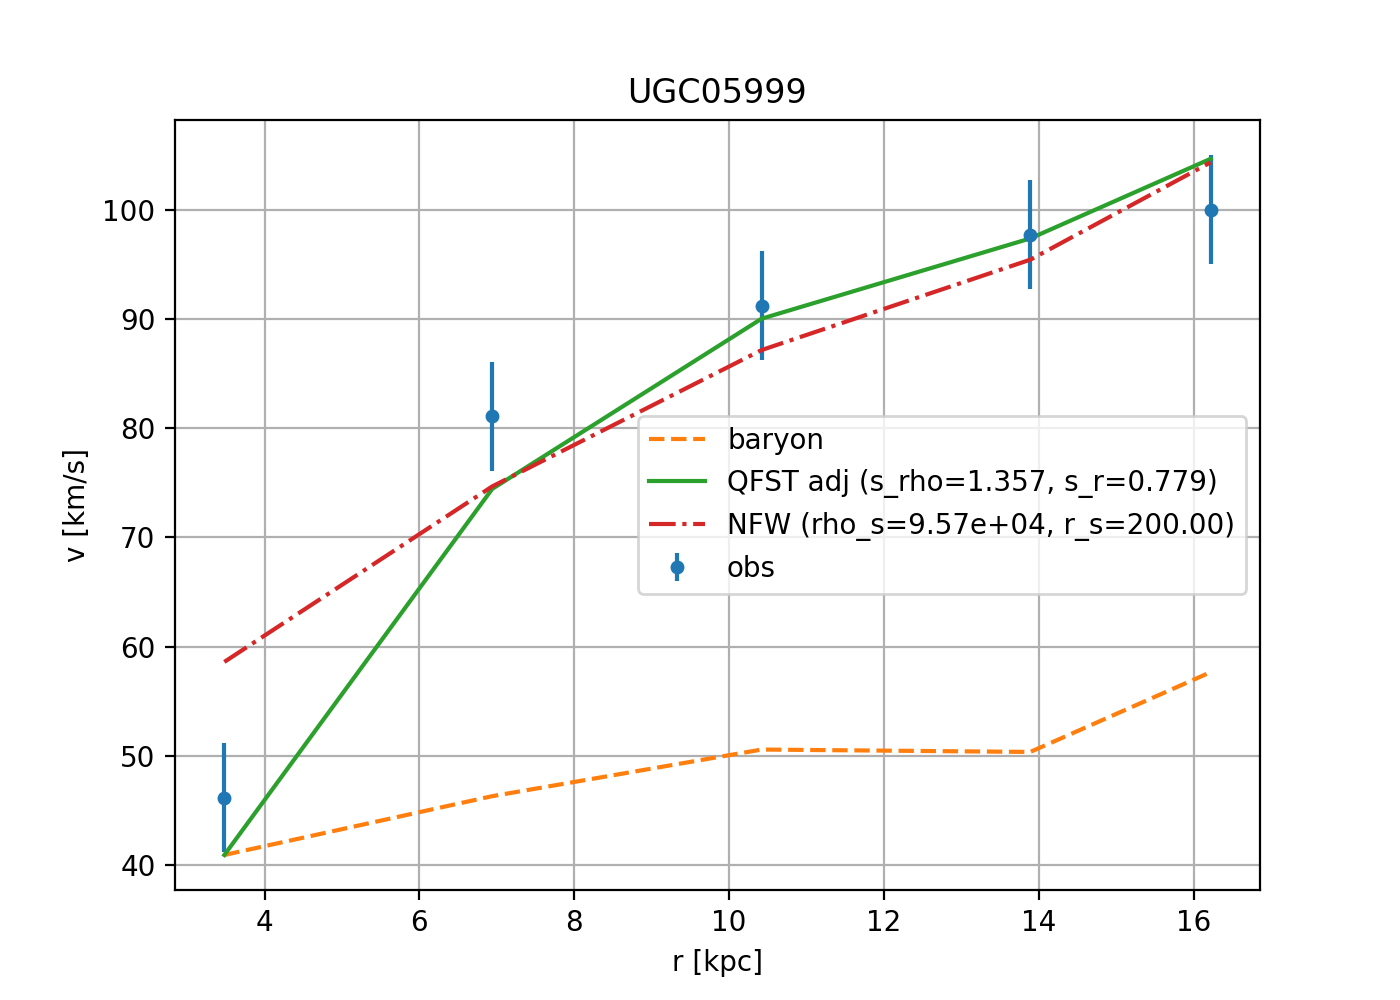 UGC05999
100
90
80
70
60
50
40
v [km/s]
baryon
QFST adj (s_rho=1.357, s_r=0.779)
NFW (rho_s=9.57e+04, r_s=200.00)
obs
4 6 8 10 12 14 16
r [kpc]